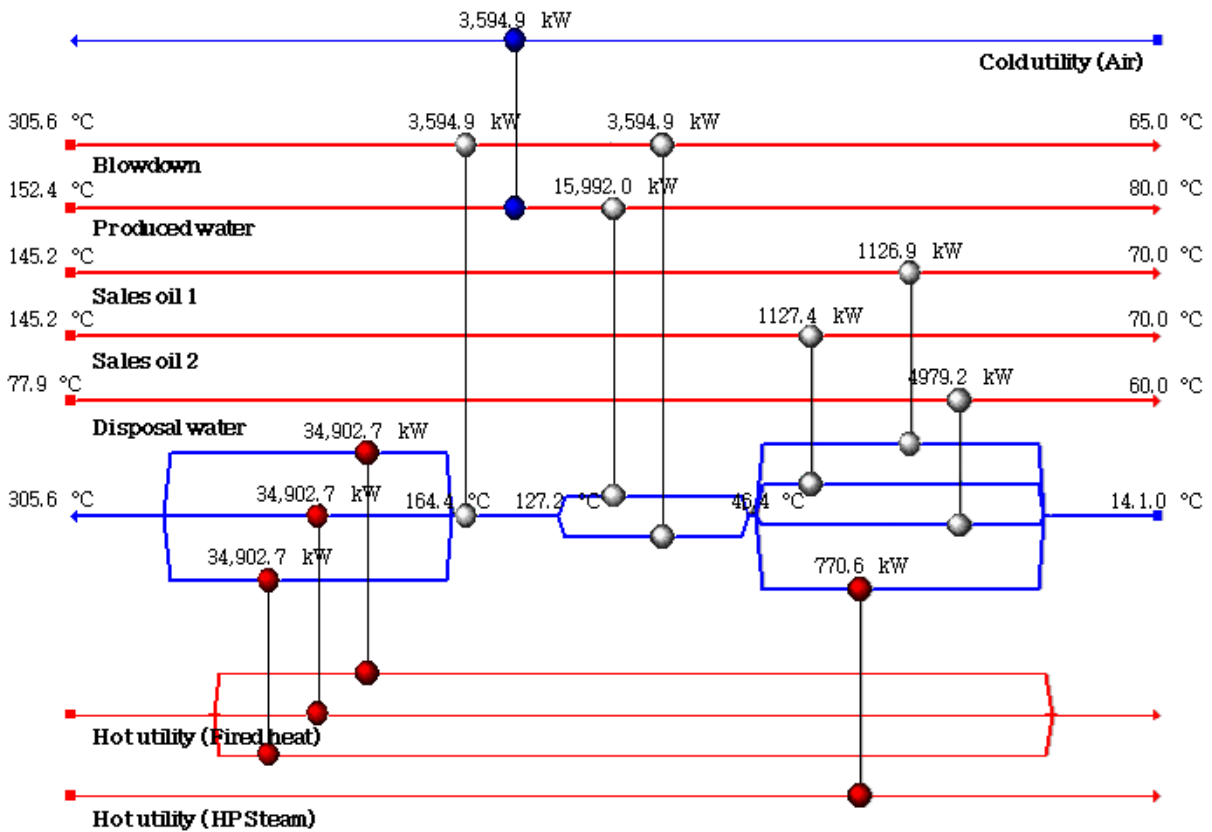 3,594.9 kW
Cold utility (Air)
305.6 °C 3,594.9 kW 3,594.9 kW 65.0 °C
Blowdown
152.4 °C 15,992.0 kW 80.0 °C
Produced water
145.2 °C 1126.9 kW 70.0 °C
Sales oil 1
145.2 °C 1127.4 kW 70.0 °C
Sales oil 2
77.9 °C 4979.2 kW 60.0 °C
Disposal water
34,902.7 kW
305.6 °C 34,902.7 kW 164.4 °C 127.2 °C 46.4 °C 14.1.0 °C
34,902.7 kW 770.6 kW
Hot utility (Fired heat)
Hot utility (HP Steam)